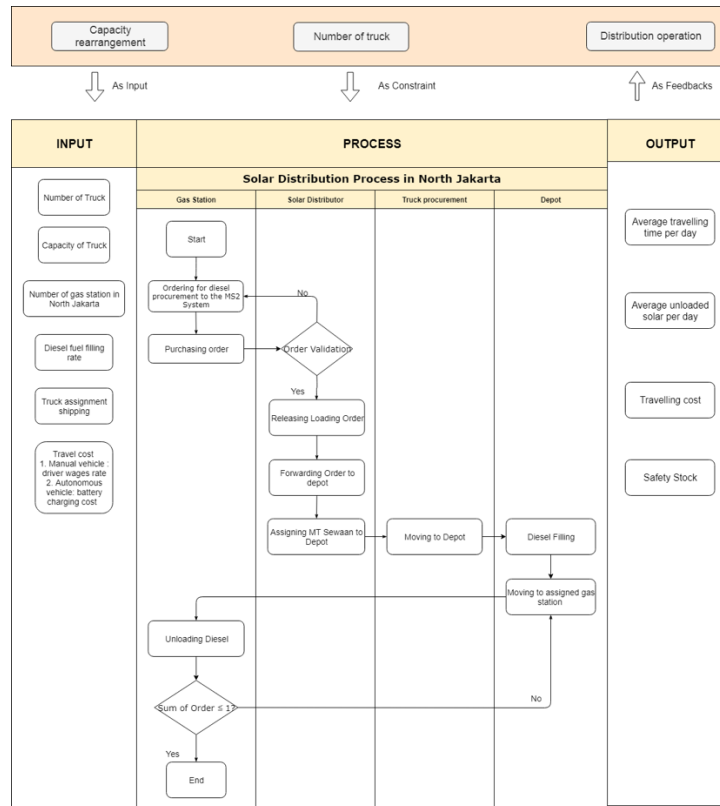 Capacity
rearrangement
Number of truck
Distribution operation
As Input
As Constraint
As Feedbacks
INPUT
PROCESS
OUTPUT
Solar Distribution Process in North Jakarta
Gas Station
Solar Distributor
Truck procurement
Depot
Number of Truck
Capacity of Truck
Number of gas station in
North Jakarta
Diesel fuel filling
rate
Truck assignment
shipping
Travel cost
1. Manual vehicle :
driver wages rate
2. Autonomous
vehicle: battery
charging cost
Start
Ordering for diesel
procurement to the MS2
System
No
Purchasing order
Order Validation
Yes
Releasing Loading Order
Forwarding Order to
depot
Assigning MT Sewaan to
Depot
Moving to Depot
Diesel Filling
Moving to assigned gas
station
Unloading Diesel
Sum of Order ≤ 1?
No
Yes
End
Average travelling
time per day
Average unloaded
solar per day
Travelling cost
Safety Stock